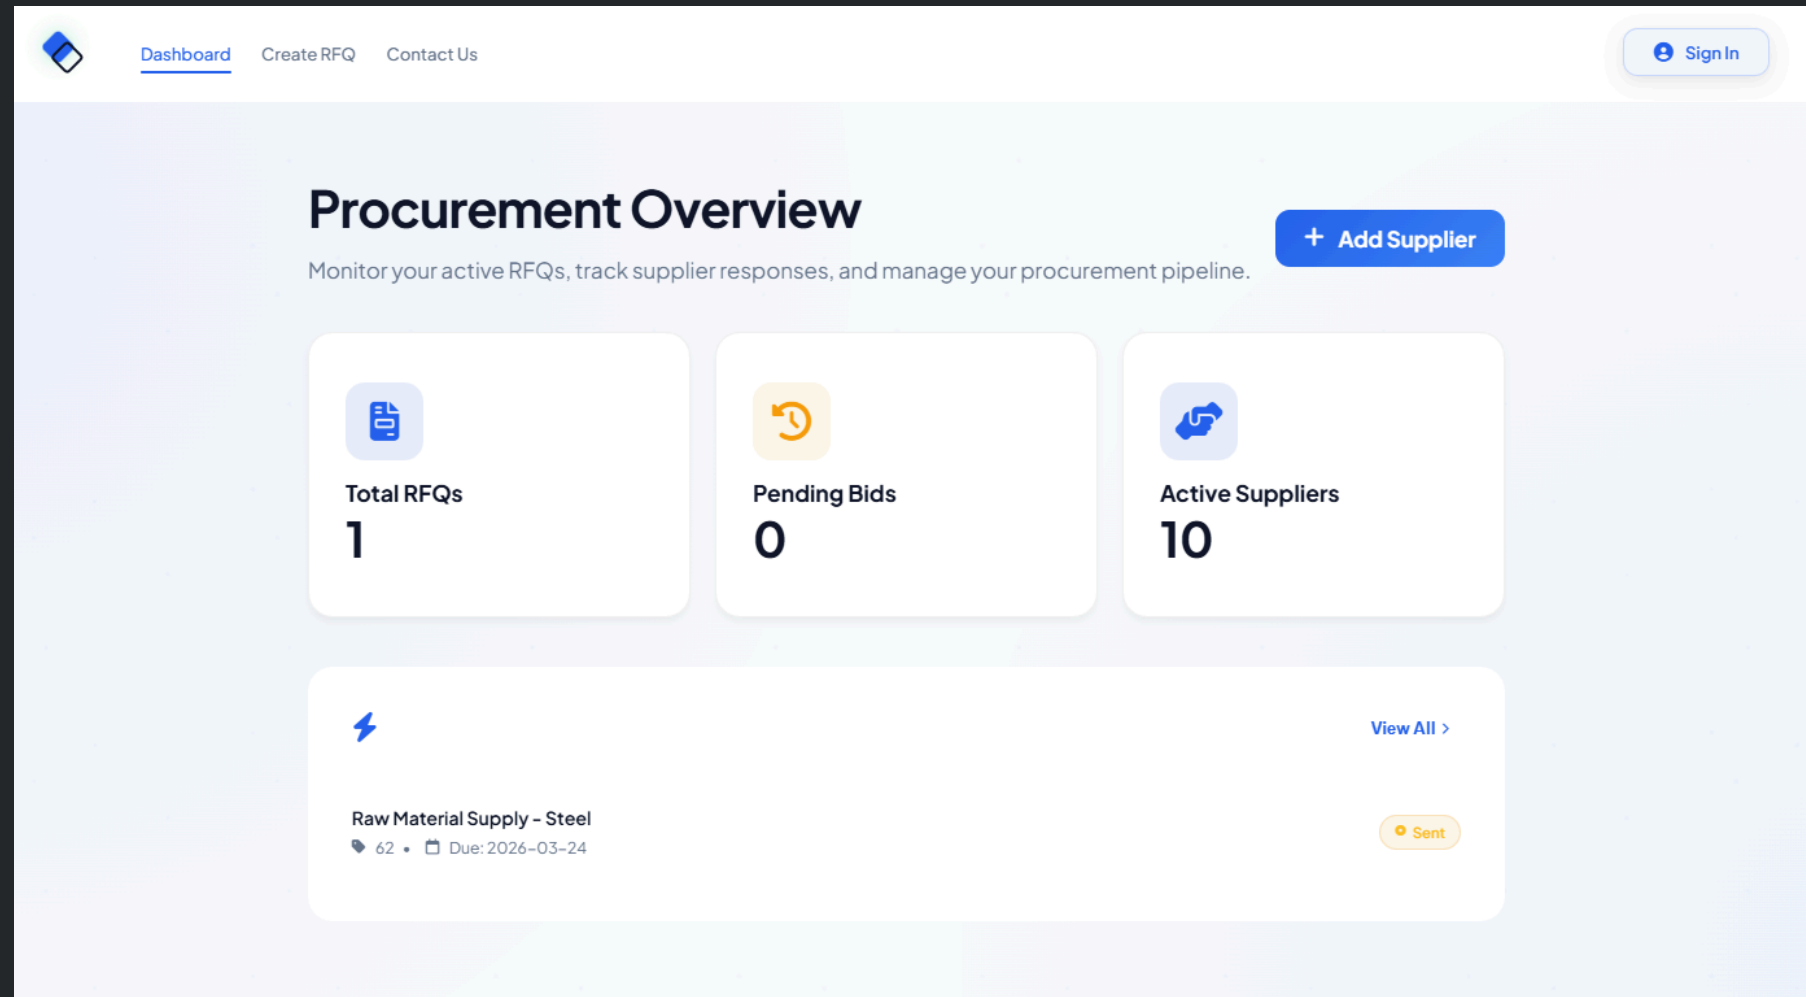 Dashboard Create RFQ Contact Us Sign In
Procurement Overview
Monitor your active RFQs, track supplier responses, and manage your procurement pipeline.
+ Add Supplier
Total RFQs
1
Pending Bids
0
Active Suppliers
10
View All >
Raw Material Supply - Steel
62 • Due: 2026-03-24
Sent